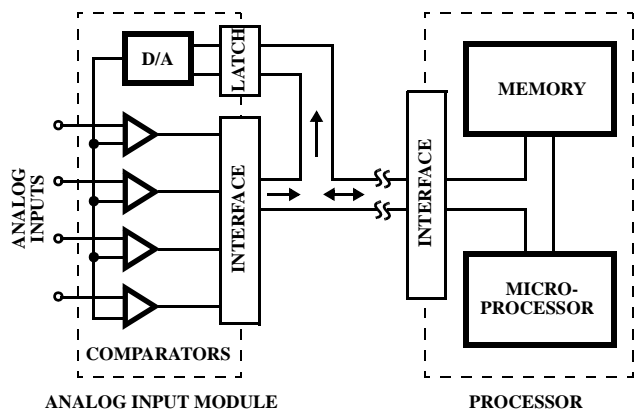 D/A
LATCH
MEMORY
ANALOG
INPUTS
INTERFACE
INTERFACE
MICRO-
PROCESSOR
COMPARATORS
ANALOG INPUT MODULE
PROCESSOR